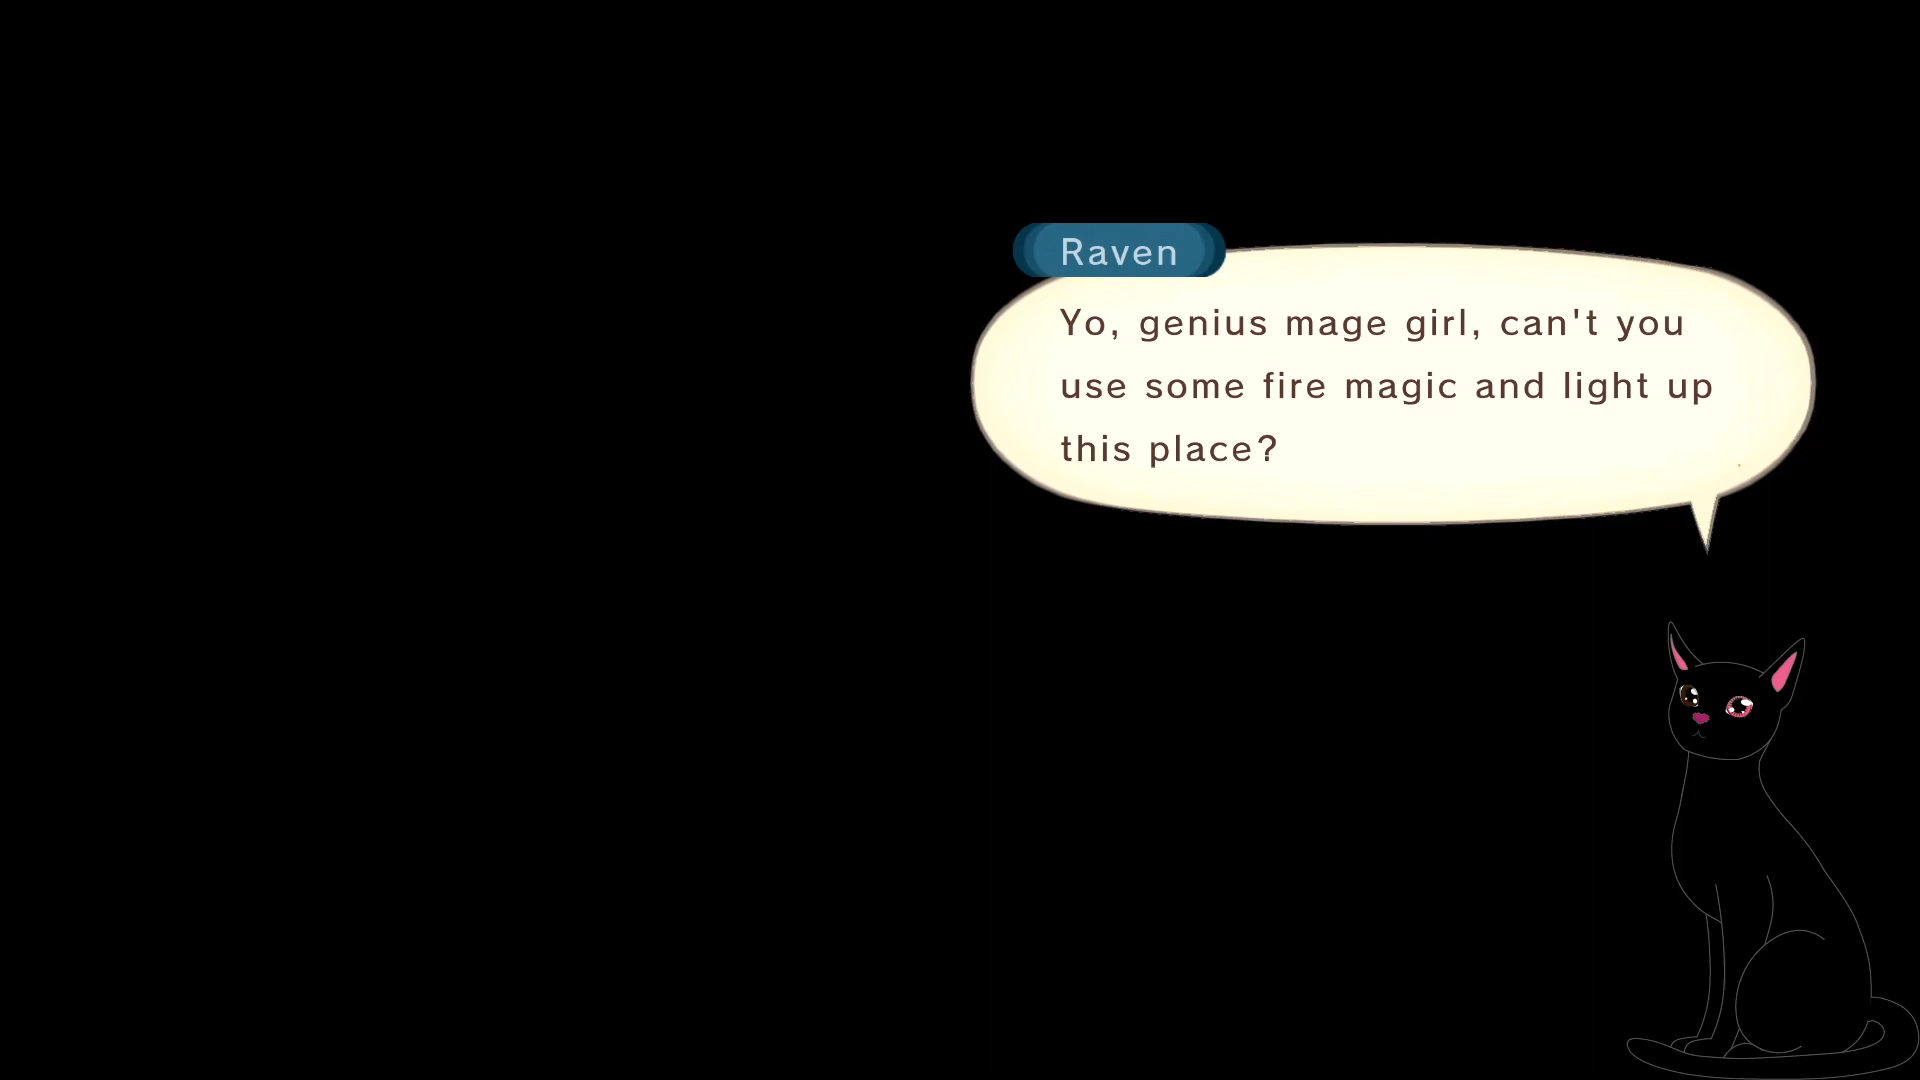 Raven
Yo, genius mage girl, can't you
use some fire magic and light up
this place?